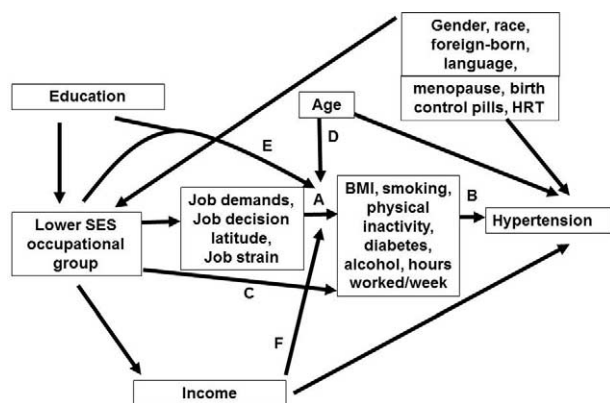 Gender, race,
foreign-born,
language,
menopause, birth
control pills, HRT
Education
Age
E
D
A
B
Job demands,
Job decision
latitude,
Job strain
BMI, smoking,
physical
inactivity,
diabetes,
alcohol, hours
worked/week
Lower SES
occupational
group
Hypertension
C
F
Income